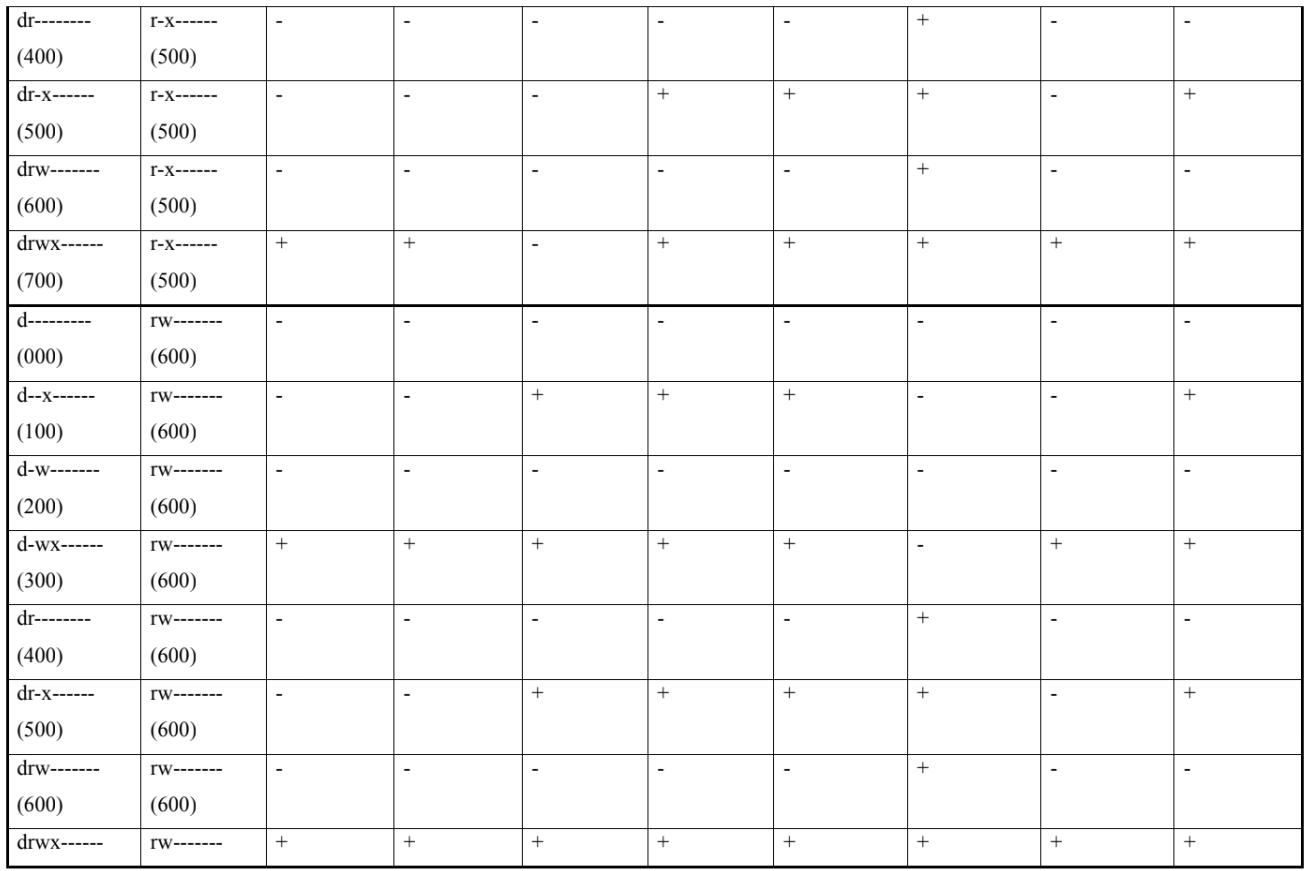 dr-------- r-x------ - - - - - + - -
(400) (500)
dr-x------ r-x------ - - - + + + - +
(500) (500)
drw------- r-x------ - - - - - + - -
(600) (500)
drwx------ r-x------ + + - + + + + +
(700) (500)
d--------- rw------- - - - - - - - -
(000) (600)
d--x------ rw------- - - + + + - - +
(100) (600)
d-w------- rw------- - - - - - - - -
(200) (600)
d-wx------ rw------- + + + + + - + +
(300) (600)
dr-------- rw------- - - - - - + - -
(400) (600)
dr-x------ rw------- - - + + + + - +
(500) (600)
drw------- rw------- - - - - - + - -
(600) (600)
drwx------ rw------- + + + + + + + +